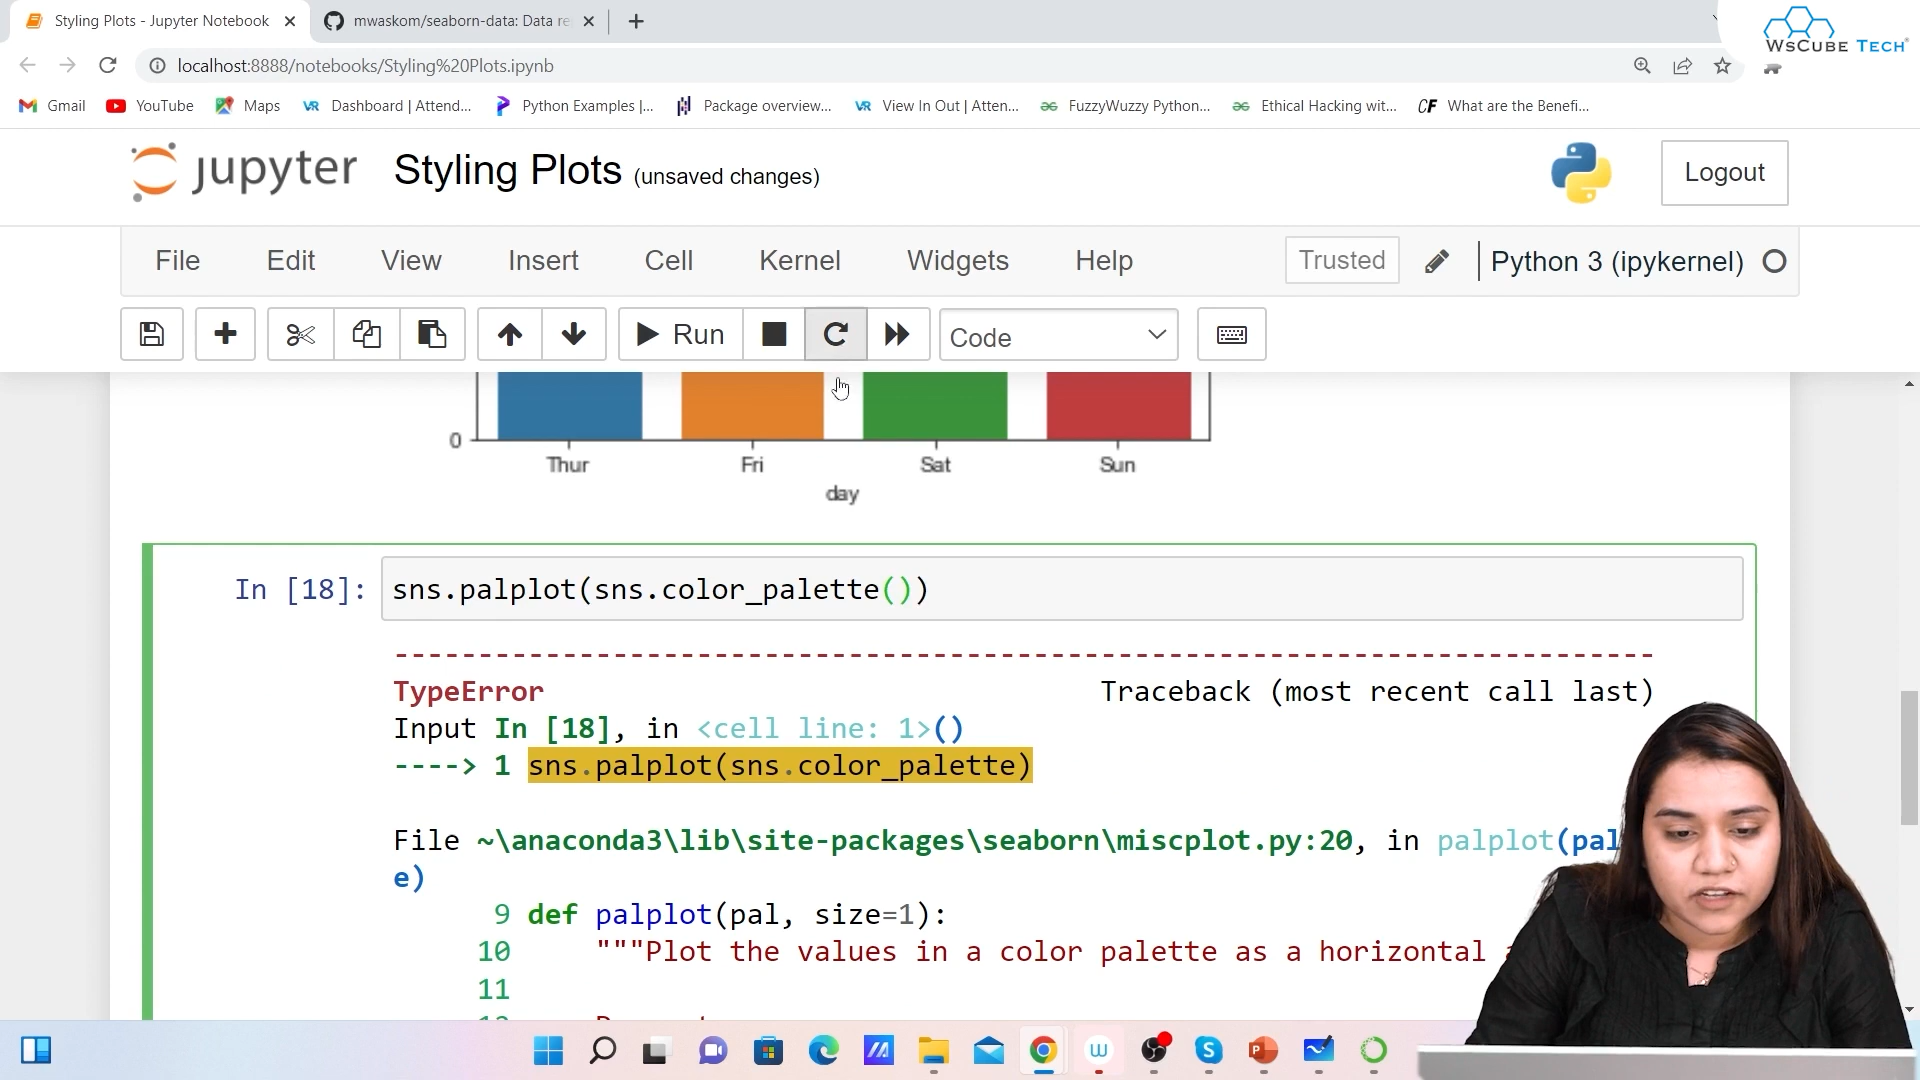 Styling Plots - Jupyter Notebook
mwaskom/seaborn-data: Data re
WSCUBE TECH
localhost:8888/notebooks/Styling%20Plots.ipynb
Gmail YouTube Maps Dashboard | Attend... Python Examples |... Package overview... View In Out | Atten... FuzzyWuzzy Python... Ethical Hacking wit... What are the Benefi...
jupyter Styling Plots (unsaved changes) Logout
File Edit View Insert Cell Kernel Widgets Help Trusted Python 3 (ipykernel)
Run Code
0
Thur Fri Sat Sun
day
In [18]: sns.palplot(sns.color_palette())
---------------------------------------------------------------------------
TypeError Traceback (most recent call last)
Input In [18], in <cell line: 1>()
----> 1 sns.palplot(sns.color_palette)
File ~\anaconda3\lib\site-packages\seaborn\miscplot.py:20, in palplot(pal
e)
9 def palplot(pal, size=1):
10 """Plot the values in a color palette as a horizontal
11